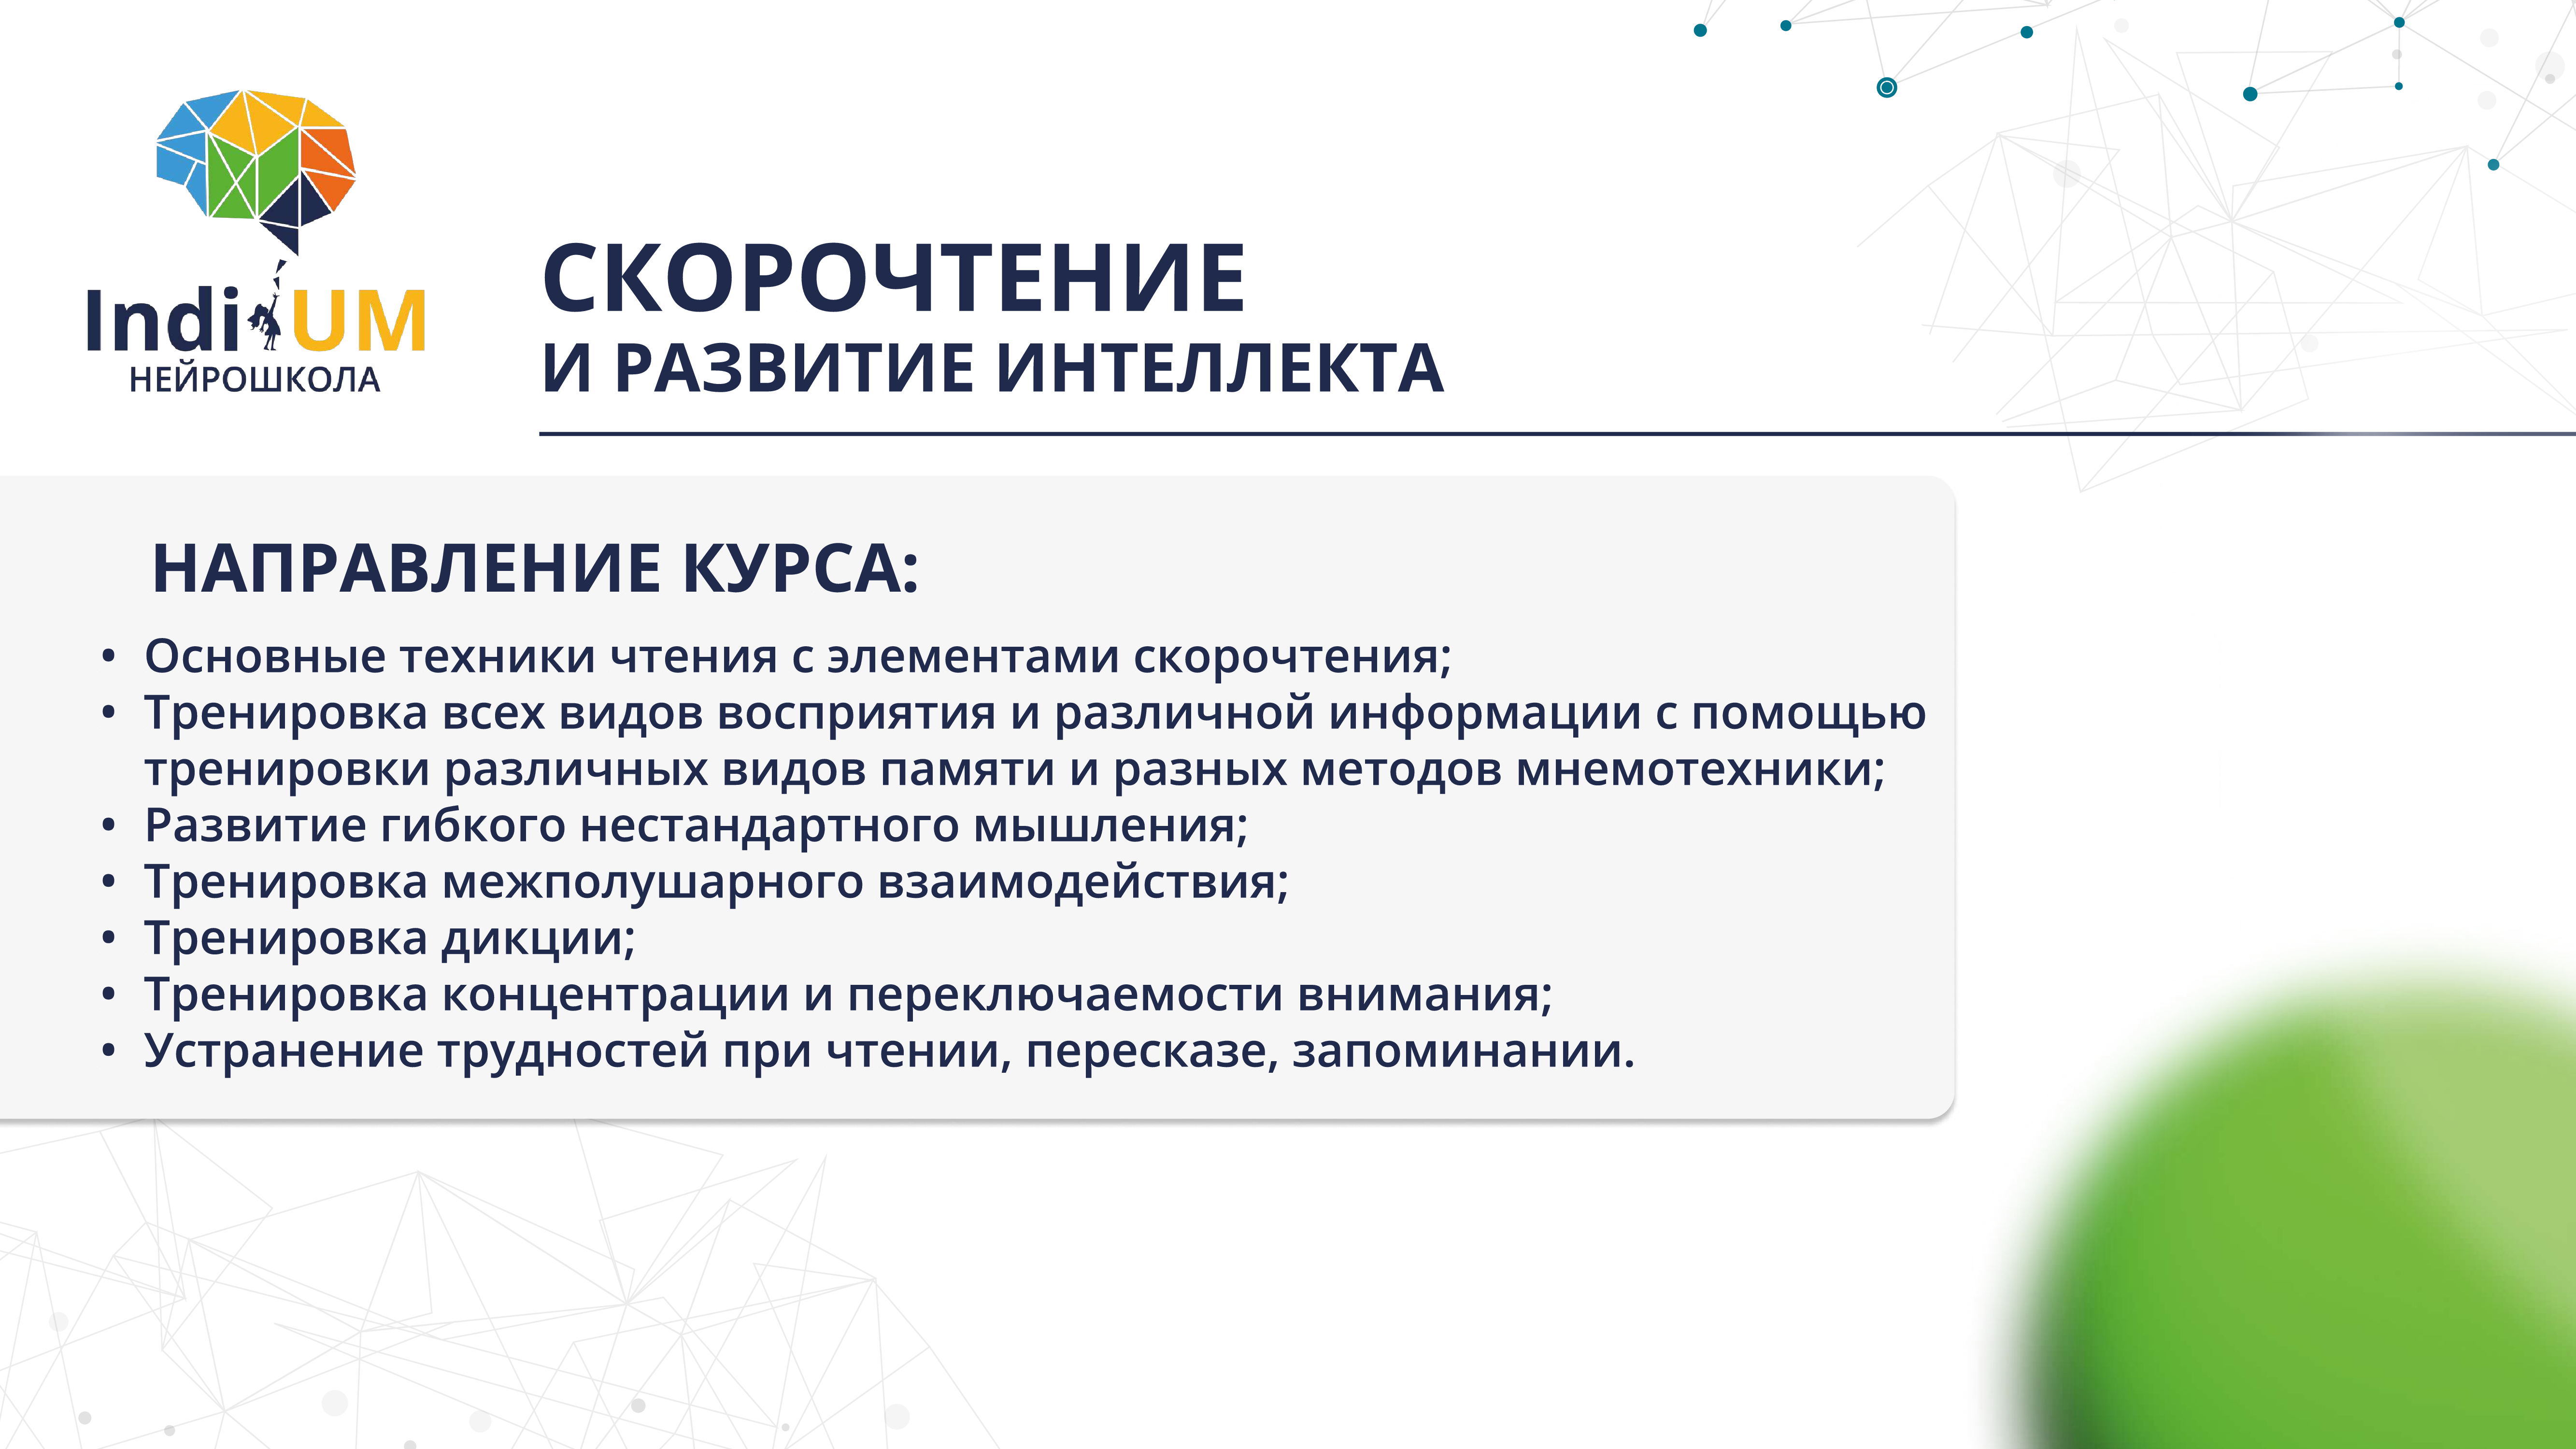 IndiUM
НЕЙРОШКОЛА
СКОРОЧТЕНИЕ
И РАЗВИТИЕ ИНТЕЛЛЕКТА
НАПРАВЛЕНИЕ КУРСА:
• Основные техники чтения с элементами скорочтения;
• Тренировка всех видов восприятия и различной информации с помощью
тренировки различных видов памяти и разных методов мнемотехники;
• Развитие гибкого нестандартного мышления;
• Тренировка межполушарного взаимодействия;
• Тренировка дикции;
• Тренировка концентрации и переключаемости внимания;
• Устранение трудностей при чтении, пересказе, запоминании.